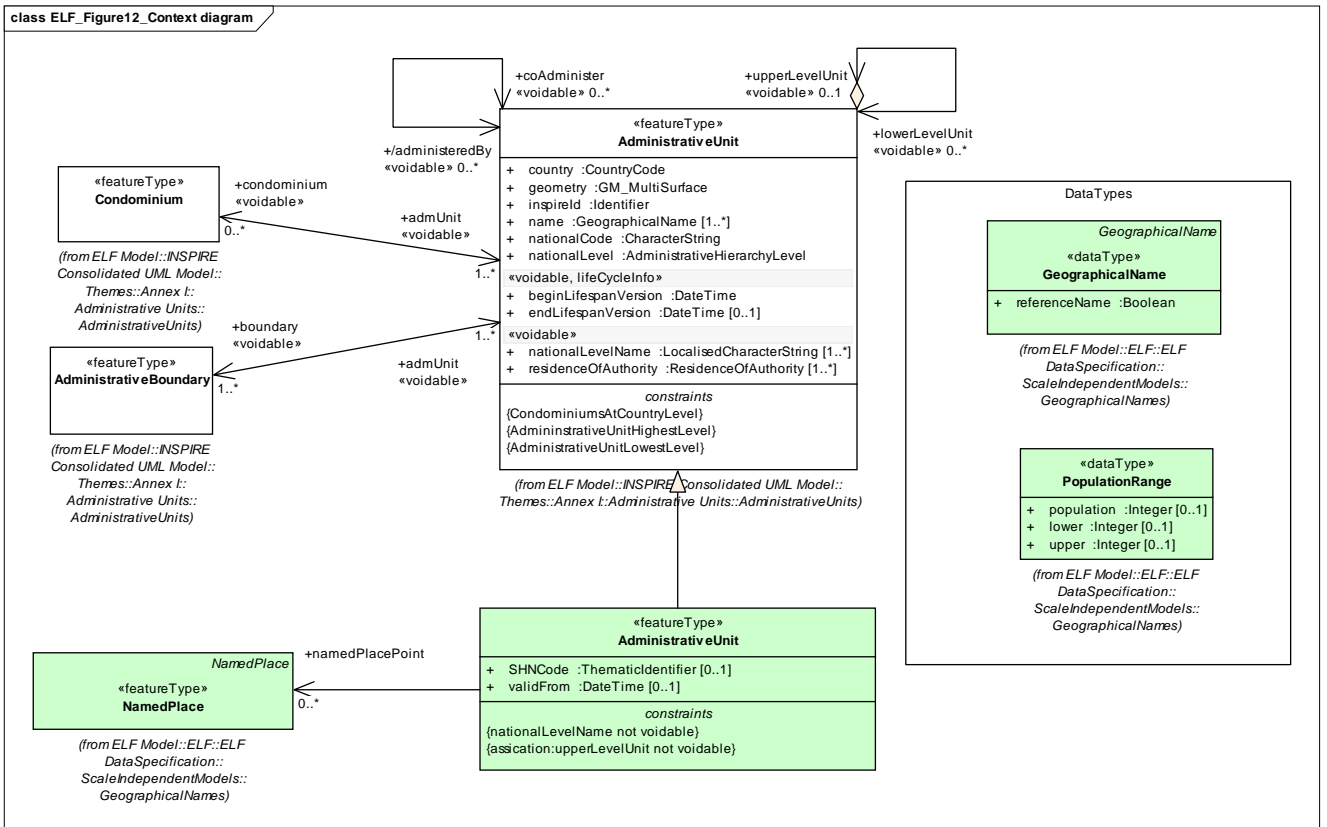 class ELF_Figure12_Context diagram
+coAdminister
«voidable» 0..*
+upperLevelUnit
«voidable» 0..1
+/administeredBy
«voidable» 0..*
+lowerLevelUnit
«voidable» 0..*
«featureType»
AdministrativeUnit
+ country :CountryCode
+ geometry :GM_MultiSurface
+ inspireId :Identifier
+ name :GeographicalName [1..*]
+ nationalCode :CharacterString
+ nationalLevel :AdministrativeHierarchyLevel
«voidable, lifeCycleInfo»
+ beginLifespanVersion :DateTime
+ endLifespanVersion :DateTime [0..1]
«voidable»
+ nationalLevelName :LocalisedCharacterString [1..*]
+ residenceOfAuthority :ResidenceOfAuthority [1..*]
constraints
{CondominiumsAtCountryLevel}
{AdmininstrativeUnitHighestLevel}
{AdministrativeUnitLowestLevel}
(from ELF Model::INSPIRE Consolidated UML Model::
Themes::Annex I::Administrative Units::AdministrativeUnits)
«featureType»
Condominium
(from ELF Model::INSPIRE
Consolidated UML Model::
Themes::Annex I::
Administrative Units::
AdministrativeUnits)
+condominium
«voidable»
0..*
+admUnit
«voidable»
1..*
«featureType»
AdministrativeBoundary
(from ELF Model::INSPIRE
Consolidated UML Model::
Themes::Annex I::
Administrative Units::
AdministrativeUnits)
+boundary
«voidable»
1..*
1..*
+admUnit
«voidable»
DataTypes
GeographicalName
«dataType»
GeographicalName
+ referenceName :Boolean
(from ELF Model::ELF::ELF
DataSpecification::
ScaleIndependentModels::
GeographicalNames)
«dataType»
PopulationRange
+ population :Integer [0..1]
+ lower :Integer [0..1]
+ upper :Integer [0..1]
(from ELF Model::ELF::ELF
DataSpecification::
ScaleIndependentModels::
GeographicalNames)
«featureType»
AdministrativeUnit
+ SHNCode :ThematicIdentifier [0..1]
+ validFrom :DateTime [0..1]
constraints
{nationalLevelName not voidable}
{assication:upperLevelUnit not voidable}
+namedPlacePoint
0..*
NamedPlace
«featureType»
NamedPlace
(from ELF Model::ELF::ELF
DataSpecification::
ScaleIndependentModels::
GeographicalNames)